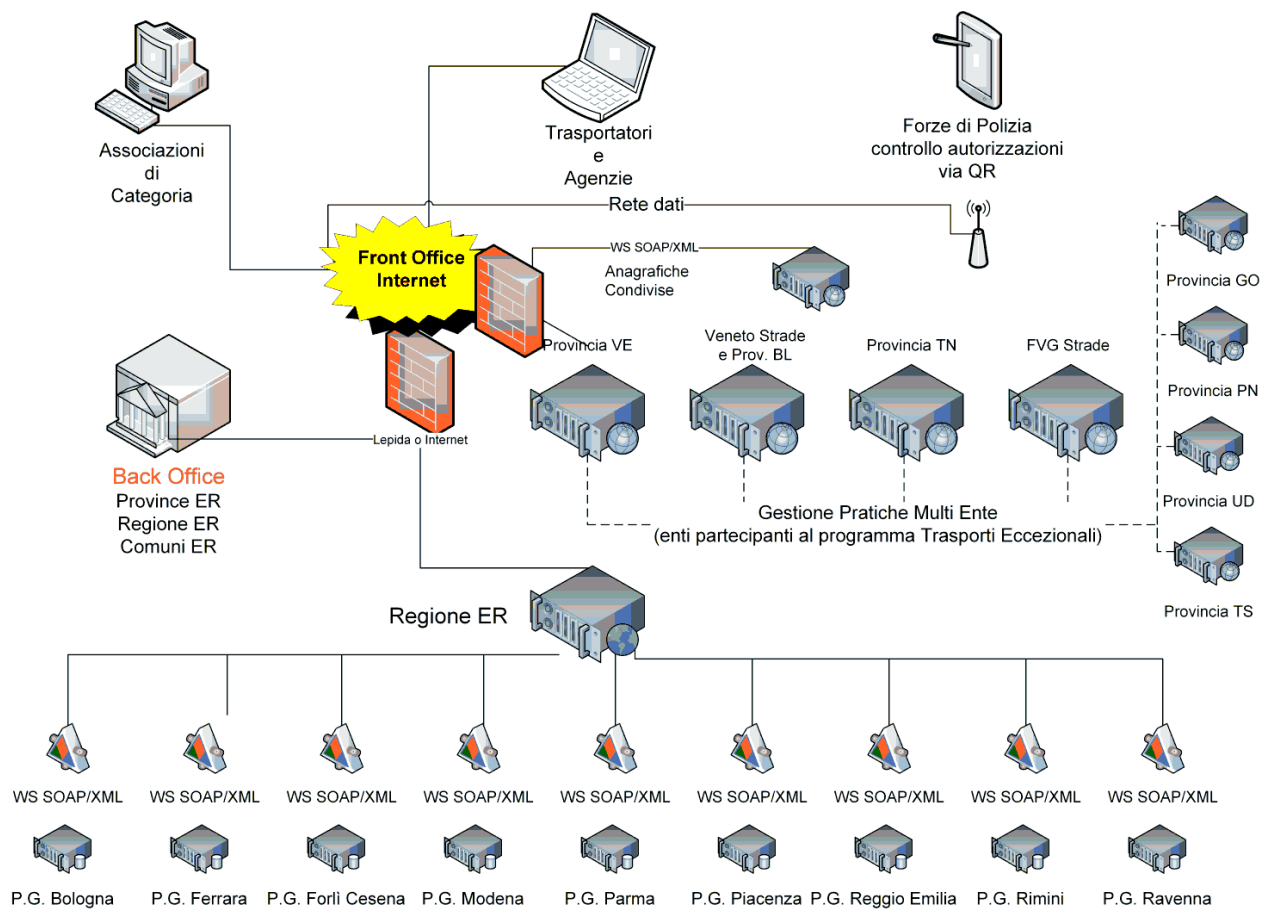 Associazioni
di
Categoria
Trasportatori
e
Agenzie
Forze di Polizia
controllo autorizzazioni
via QR
Rete dati
Front Office
Internet
WS SOAP/XML
Anagrafiche
Condivise
Provincia GO
Provincia VE
Veneto Strade
e Prov. BL
Provincia TN
FVG Strade
Provincia PN
Lepida o Internet
Back Office
Province ER
Regione ER
Comuni ER
Gestione Pratiche Multi Ente
(enti partecipanti al programma Trasporti Eccezionali)
Provincia UD
Provincia TS
Regione ER
WS SOAP/XML
WS SOAP/XML
WS SOAP/XML
WS SOAP/XML
WS SOAP/XML
WS SOAP/XML
WS SOAP/XML
WS SOAP/XML
WS SOAP/XML
P.G. Bologna
P.G. Ferrara
P.G. Forlì Cesena
P.G. Modena
P.G. Parma
P.G. Piacenza
P.G. Reggio Emilia
P.G. Rimini
P.G. Ravenna